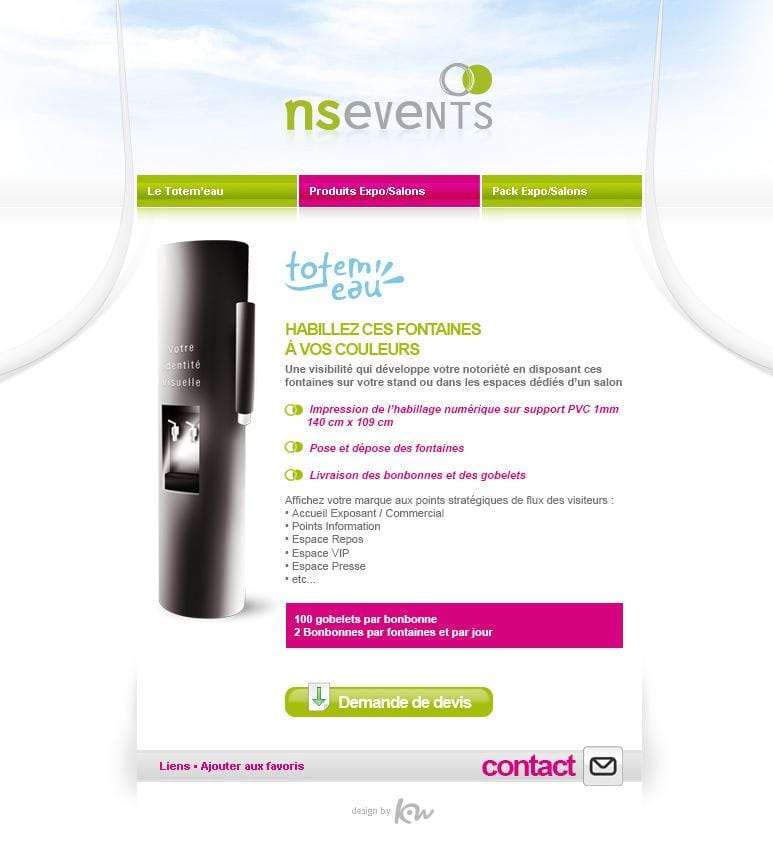 nsevents
Le Totem'eau
Produits Expo/Salons
Pack Expo/Salons
totem
eau
Votre
identité
visuelle
HABILLEZ CES FONTAINES
À VOS COULEURS
Une visibilité qui développe votre notoriété en disposant ces
fontaines sur votre stand ou dans les espaces dédiés d'un salon
Impression de l'habillage numérique sur support PVC 1mm
140 cm x 109 cm
Pose et dépose des fontaines
Livraison des bonbonnes et des gobelets
Affichez votre marque aux points stratégiques de flux des visiteurs :
• Accueil Exposant / Commercial
• Points Information
• Espace Repos
• Espace VIP
• Espace Presse
• etc...
100 gobelets par bonbonne
2 Bonbonnes par fontaines et par jour
Demande de devis
Liens • Ajouter aux favoris
contact
design by